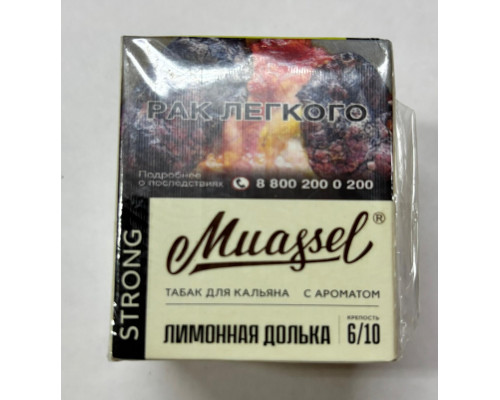 РАК ЛЕГКОГО
Подробнее
о последствиях 8 800 200 0 200
STRONG
Muassel®
ТАБАК ДЛЯ КАЛЬЯНА С АРОМАТОМ
ЛИМОННАЯ ДОЛЬКА
КРЕПОСТЬ
6/10